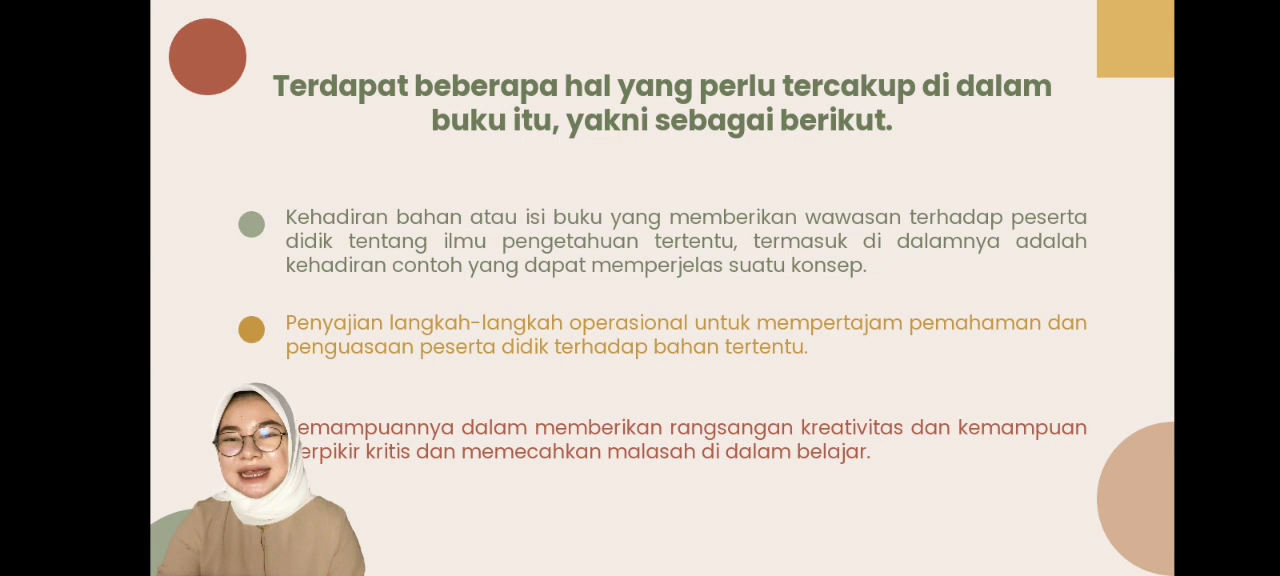 Terdapat beberapa hal yang perlu tercakup di dalam
buku itu, yakni sebagai berikut.
Kehadiran bahan atau isi buku yang memberikan wawasan terhadap peserta
didik tentang ilmu pengetahuan tertentu, termasuk di dalamnya adalah
kehadiran contoh yang dapat memperjelas suatu konsep.
Penyajian langkah-langkah operasional untuk mempertajam pemahaman dan
penguasaan peserta didik terhadap bahan tertentu.
emampuannya dalam memberikan rangsangan kreativitas dan kemampuan
erpikir kritis dan memecahkan malasah di dalam belajar.